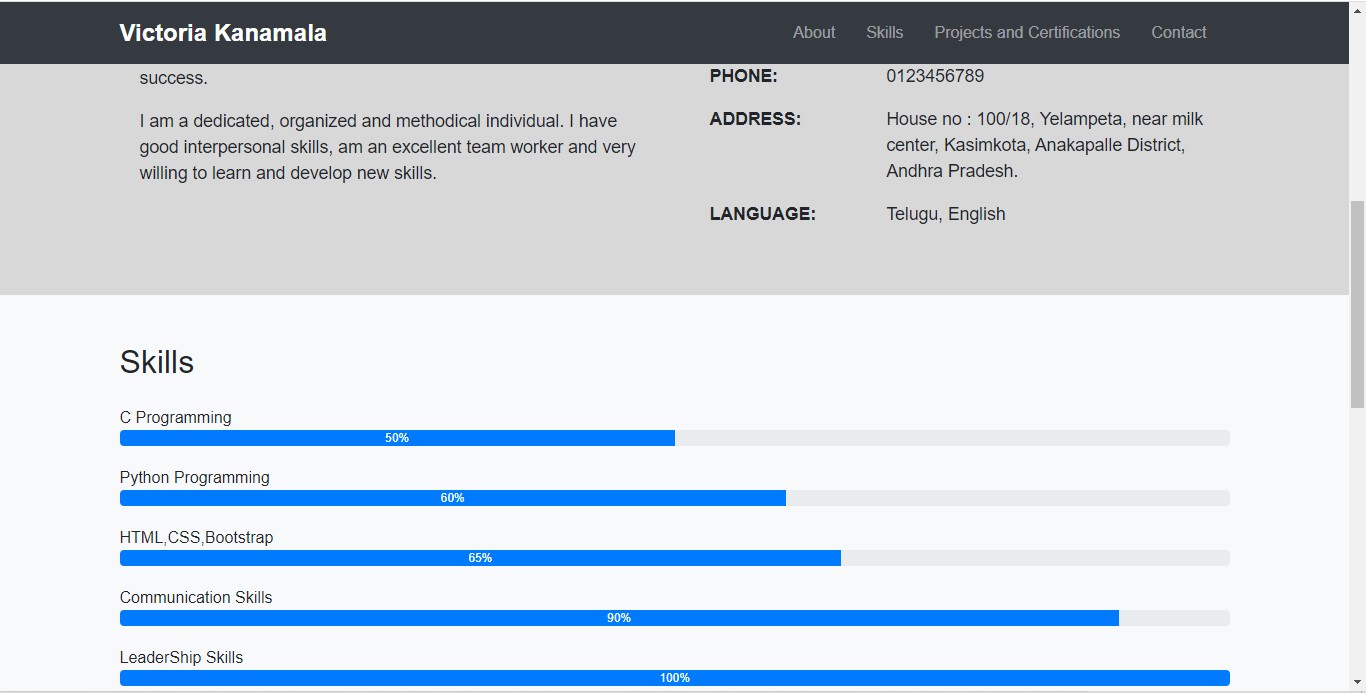 Victoria Kanamala
About Skills Projects and Certifications Contact
success.
I am a dedicated, organized and methodical individual. I have
good interpersonal skills, am an excellent team worker and very
willing to learn and develop new skills.
PHONE: 0123456789
ADDRESS: House no : 100/18, Yelampeta, near milk
center, Kasimkota, Anakapalle District,
Andhra Pradesh.
LANGUAGE: Telugu, English
Skills
C Programming
50%
Python Programming
60%
HTML,CSS,Bootstrap
65%
Communication Skills
90%
LeaderShip Skills
100%